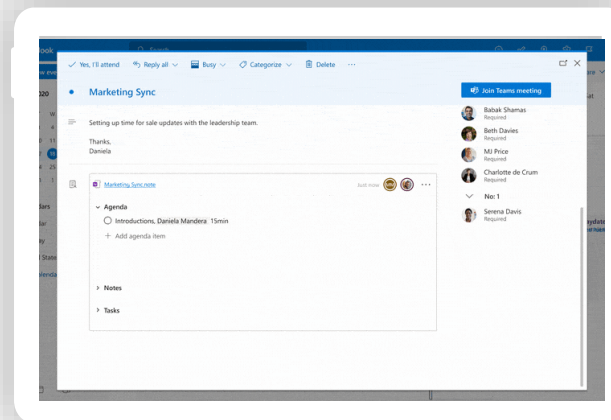 Search
Yes, I'll attend
Reply all
Busy
Categorize
Delete
...
Marketing Sync
Join Teams meeting
Setting up time for sale updates with the leadership team.
Thanks,
Daniela
Babak Shamas
Required
Beth Davies
Required
MJ Price
Required
Charlotte de Crum
Required
No: 1
Serena Davis
Required
Marketing Sync.note
Just now
...
Agenda
Introductions, Daniela Mandera 15min
+ Add agenda item
Notes
Tasks